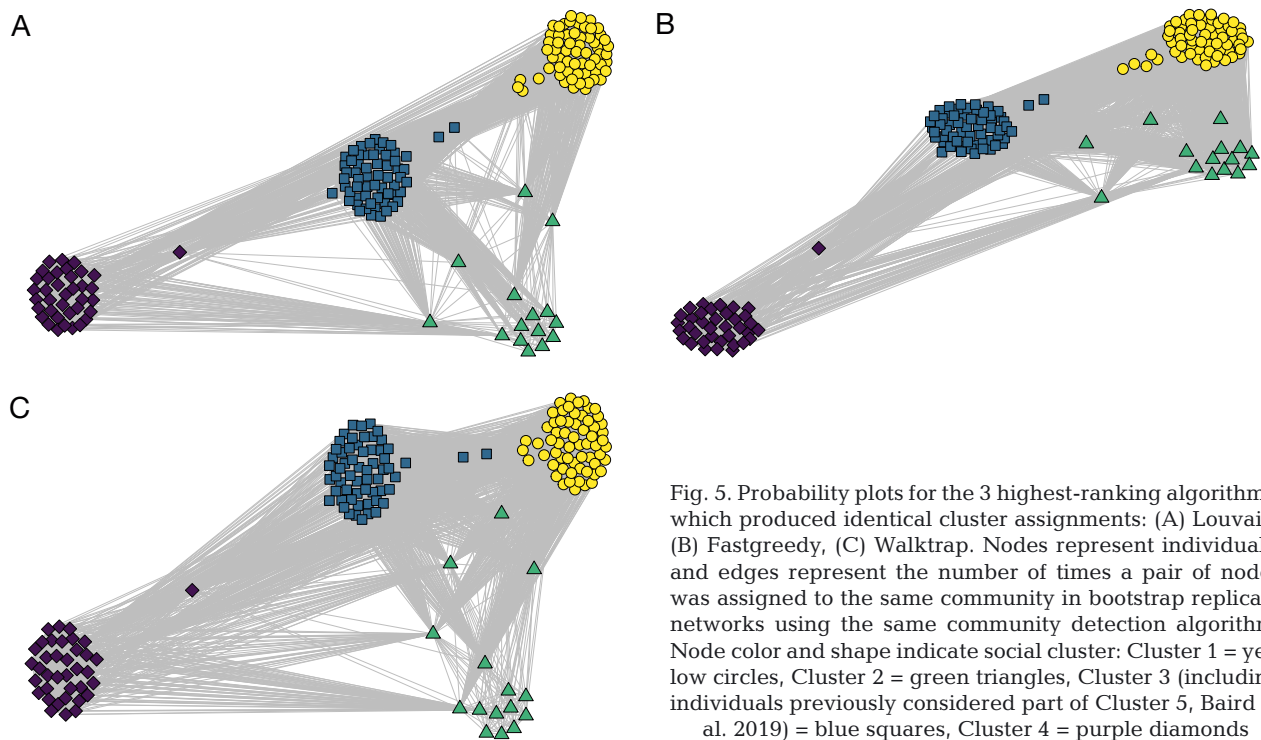 A
B
C
Fig. 5. Probability plots for the 3 highest-ranking algorithm
which produced identical cluster assignments: (A) Louvai
(B) Fastgreedy, (C) Walktrap. Nodes represent individual
and edges represent the number of times a pair of node
was assigned to the same community in bootstrap replica
networks using the same community detection algorithm
Node color and shape indicate social cluster: Cluster 1 = ye
low circles, Cluster 2 = green triangles, Cluster 3 (includin
individuals previously considered part of Cluster 5, Baird
al. 2019) = blue squares, Cluster 4 = purple diamonds